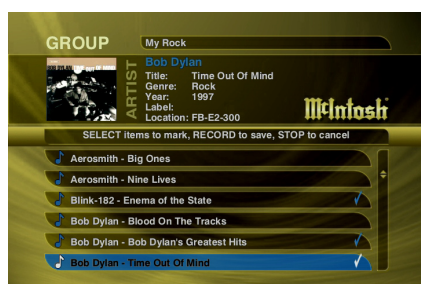 GROUP
My Rock
ARTIST
Bob Dylan
Title: Time Out Of Mind
Genre: Rock
Year: 1997
Label:
Location: FB-E2-300
McIntosh
SELECT items to mark, RECORD to save, STOP to cancel
Aerosmith - Big Ones
Aerosmith - Nine Lives
Blink-182 - Enema of the State
Bob Dylan - Blood On The Tracks
Bob Dylan - Bob Dylan's Greatest Hits
Bob Dylan - Time Out Of Mind